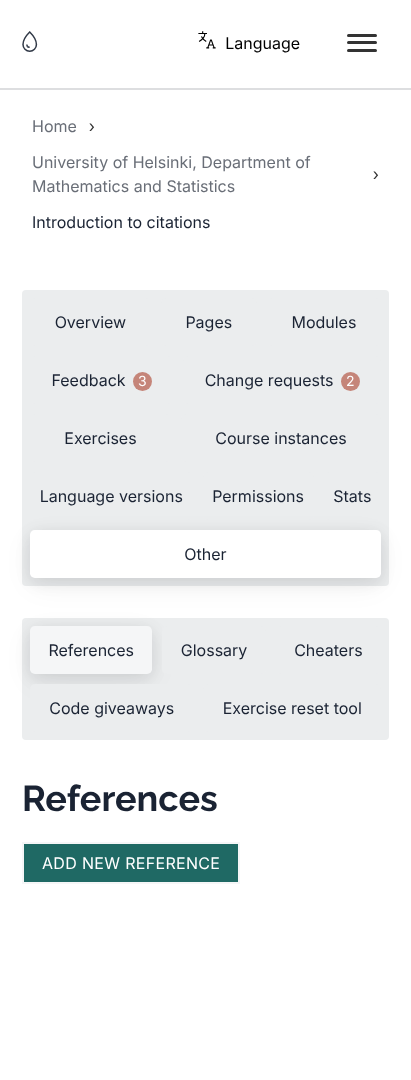 Language
Home ›
University of Helsinki, Department of
Mathematics and Statistics ›
Introduction to citations
Overview Pages Modules
Feedback 3 Change requests 2
Exercises Course instances
Language versions Permissions Stats
Other
References Glossary Cheaters
Code giveaways Exercise reset tool
References
ADD NEW REFERENCE